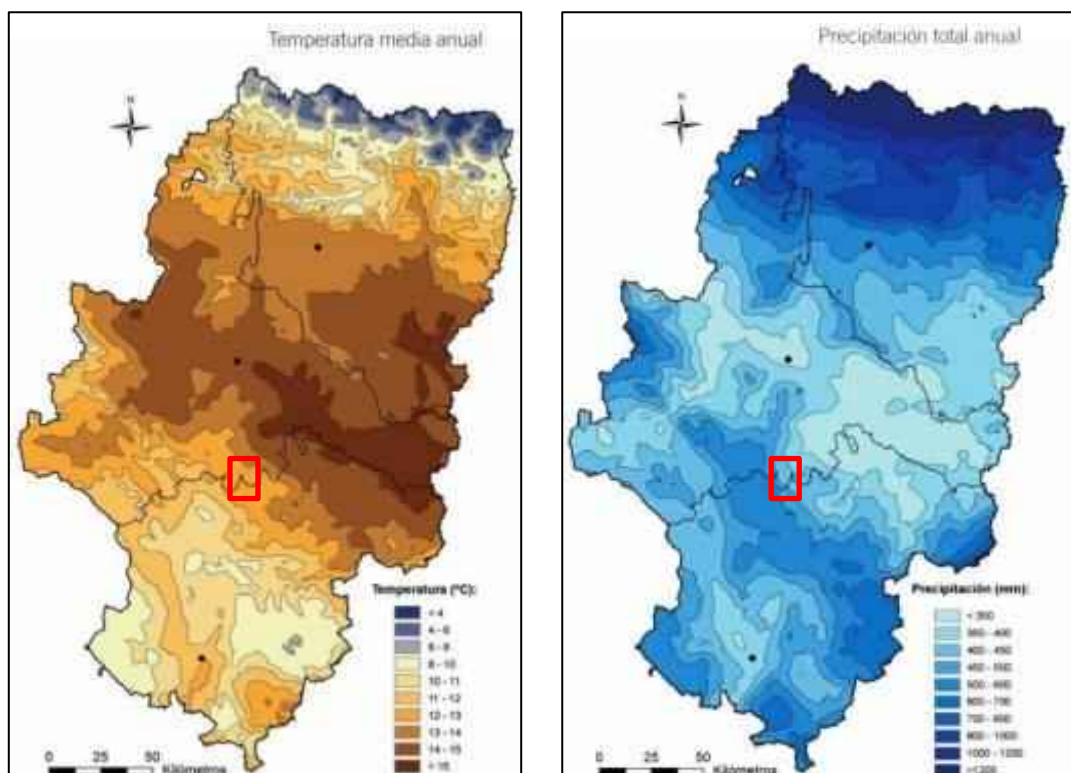 Temperatura media anual
N
Temperatura (ºC):
< 4
4 - 6
6 - 8
8 - 10
10 - 11
11 - 12
12 - 13
13 - 14
14 - 15
> 15
0 25 50
Kilómetros
Precipitación total anual
N
Precipitación (mm):
< 350
350 - 400
400 - 450
450 - 500
500 - 600
600 - 700
700 - 800
800 - 1000
1000 - 1200
>1200
0 25 50
Kilómetros